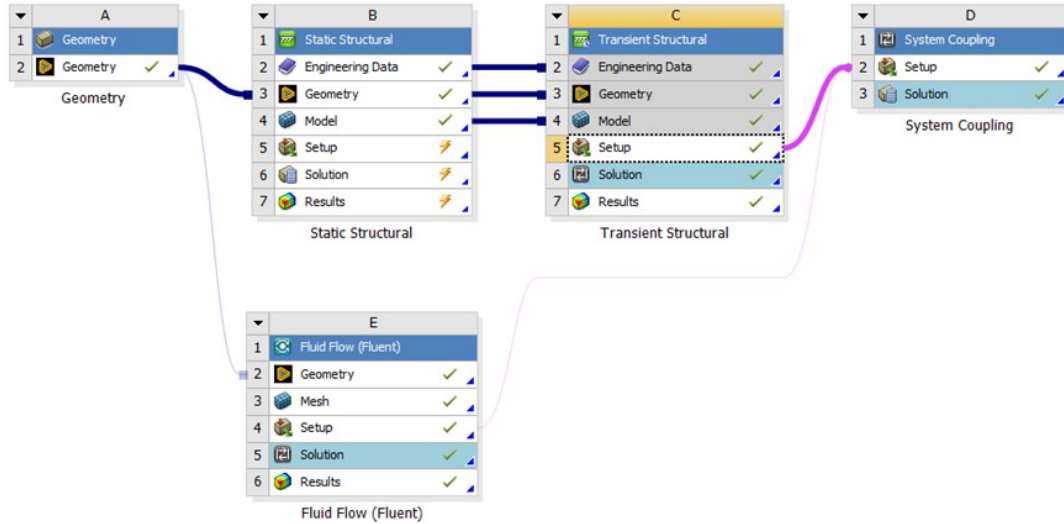 A
1 Geometry
2 Geometry
Geometry
B
1 Static Structural
2 Engineering Data
3 Geometry
4 Model
5 Setup
6 Solution
7 Results
Static Structural
C
1 Transient Structural
2 Engineering Data
3 Geometry
4 Model
5 Setup
6 Solution
7 Results
Transient Structural
D
1 System Coupling
2 Setup
3 Solution
System Coupling
E
1 Fluid Flow (Fluent)
2 Geometry
3 Mesh
4 Setup
5 Solution
6 Results
Fluid Flow (Fluent)